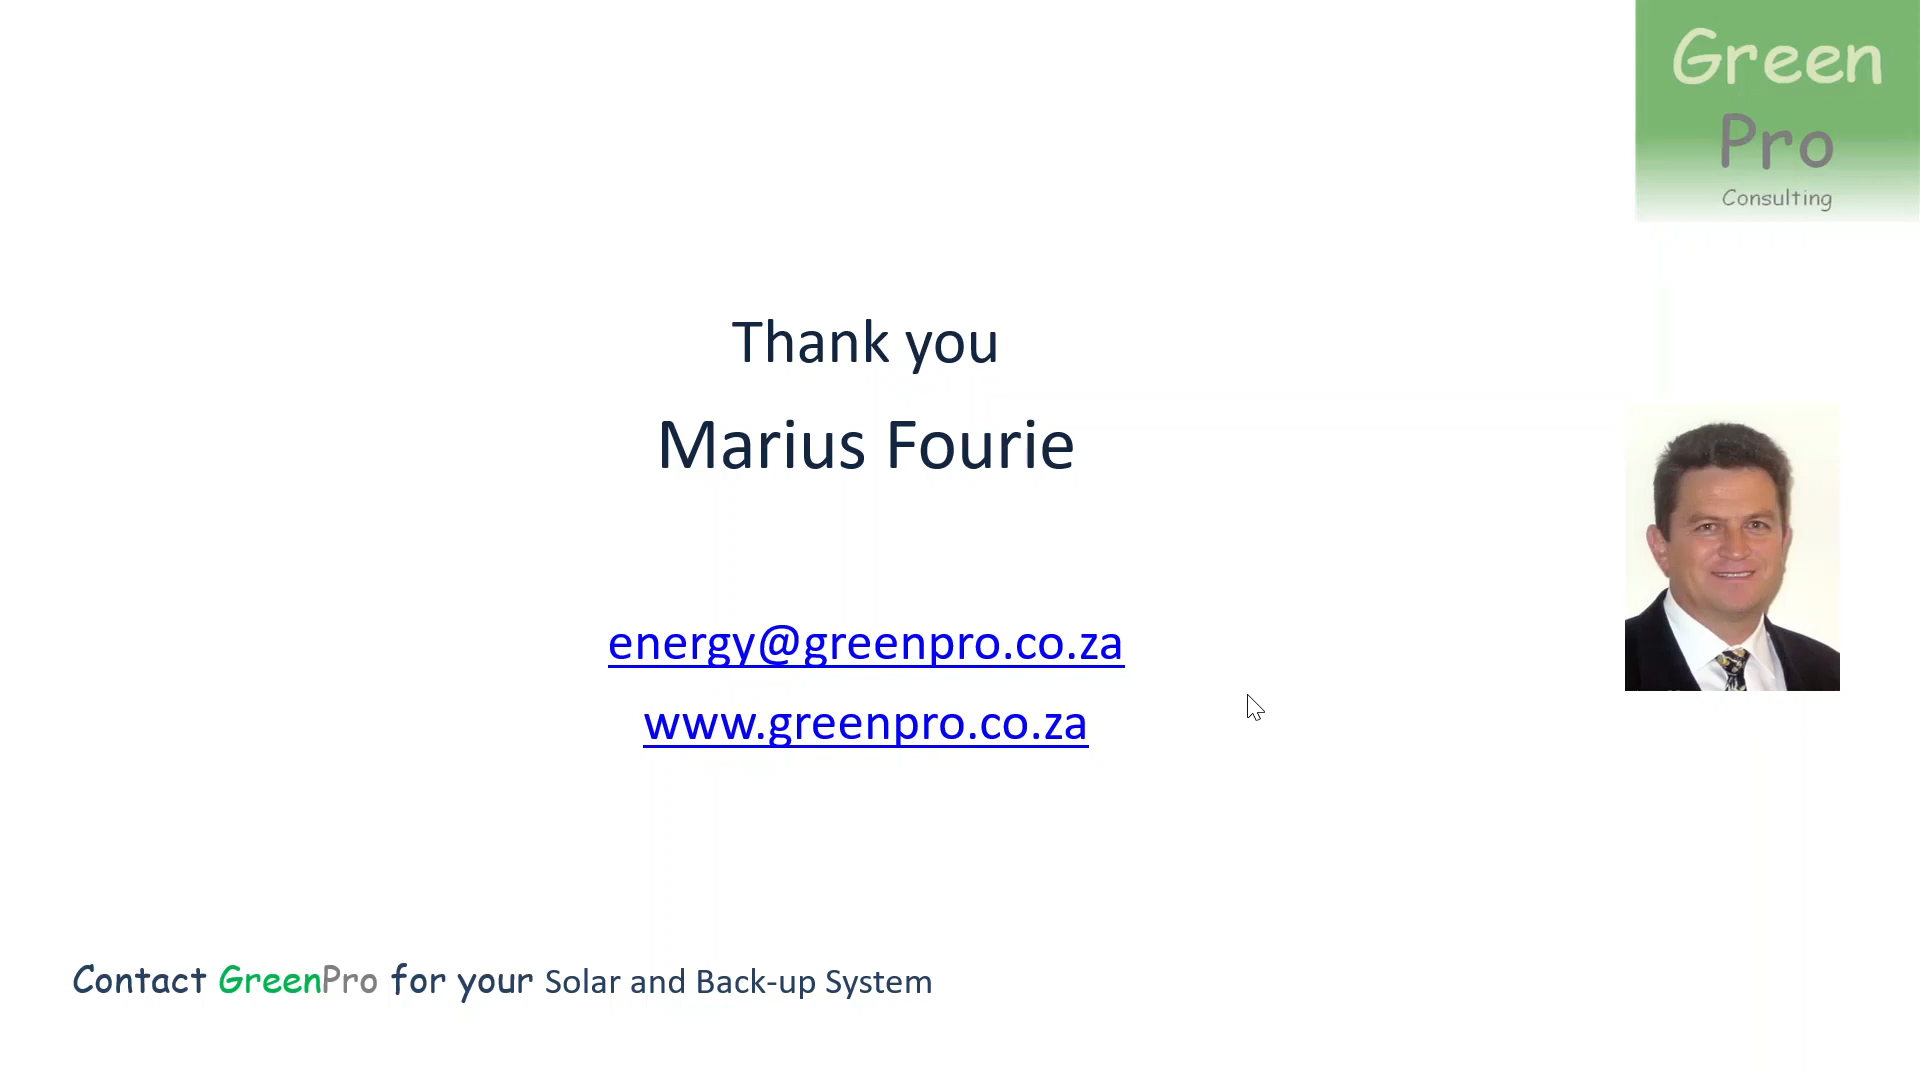 Green
Pro
Consulting
Thank you
Marius Fourie
energy@greenpro.co.za
www.greenpro.co.za
Contact GreenPro for your Solar and Back-up System